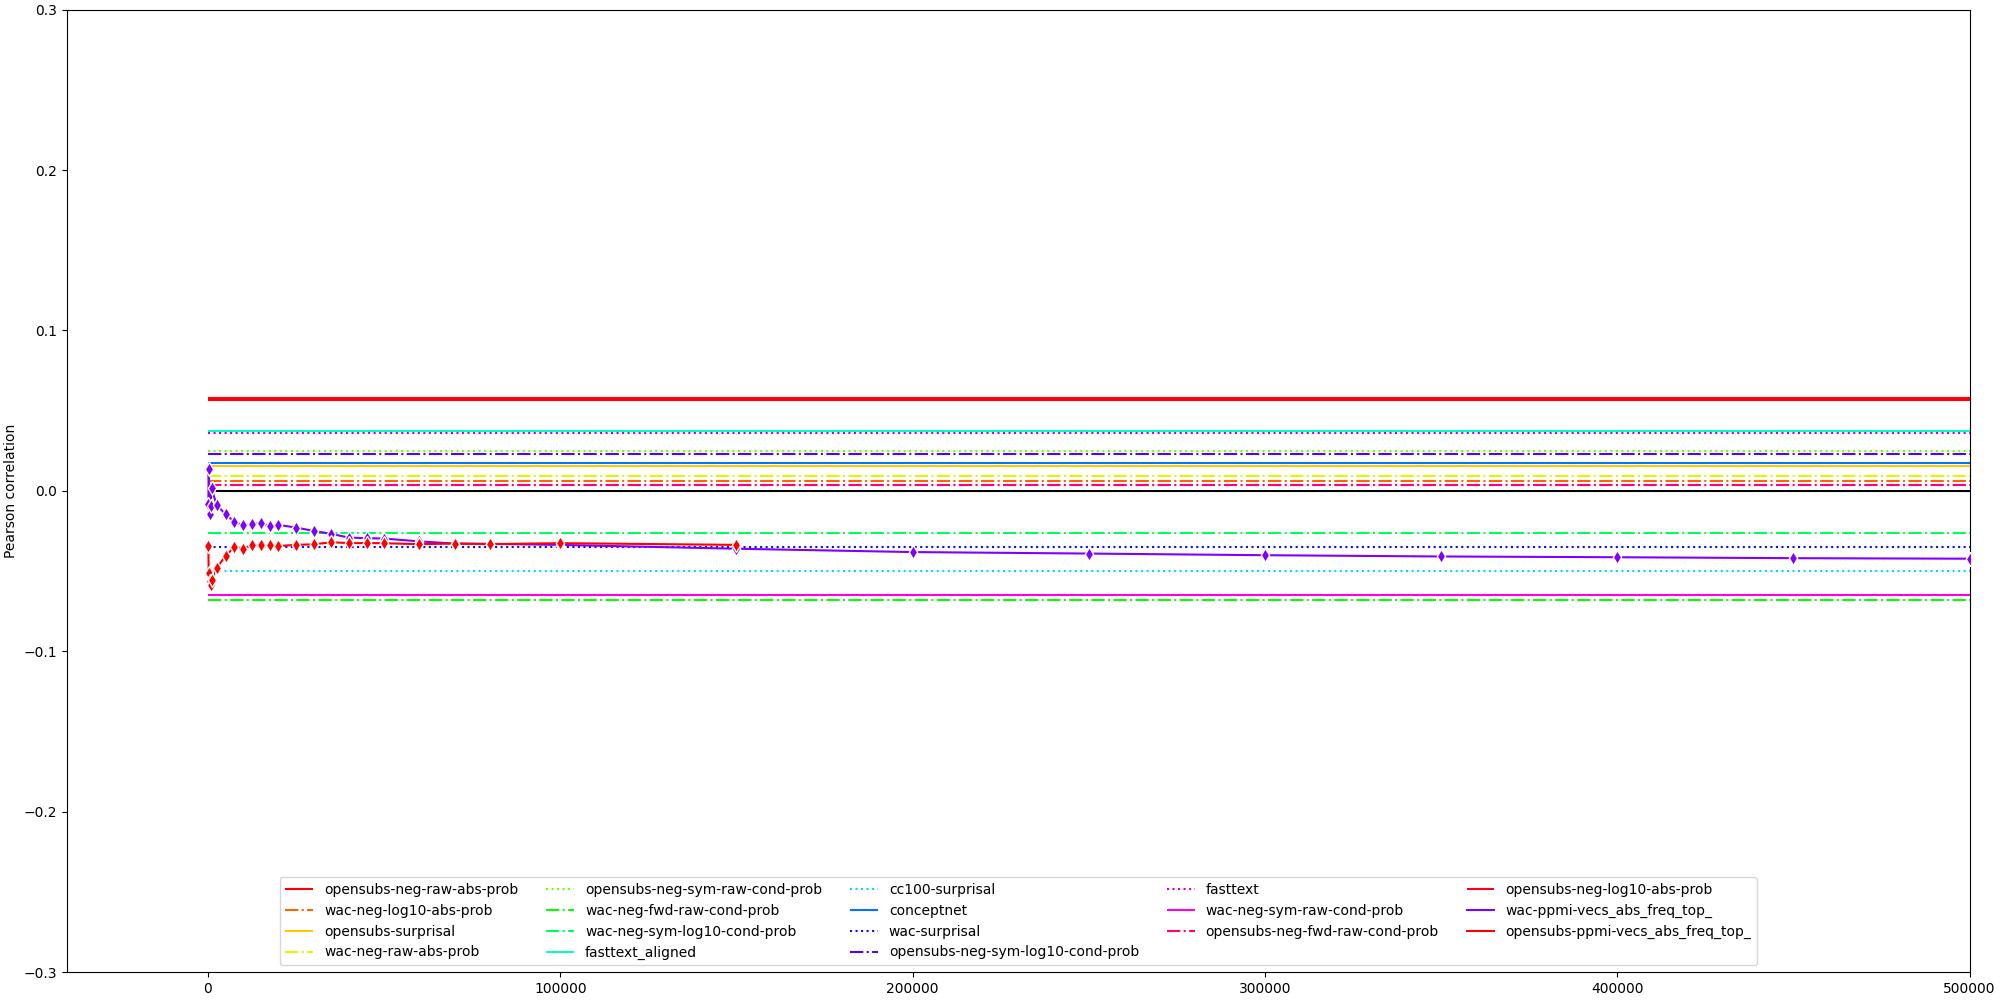 0.3
0.2
0.1
0.0
−0.1
−0.2
−0.3
Pearson correlation
opensubs-neg-raw-abs-prob
wac-neg-log10-abs-prob
opensubs-surprisal
wac-neg-raw-abs-prob
opensubs-neg-sym-raw-cond-prob
wac-neg-fwd-raw-cond-prob
wac-neg-sym-log10-cond-prob
fasttext_aligned
cc100-surprisal
conceptnet
wac-surprisal
opensubs-neg-sym-log10-cond-prob
fasttext
wac-neg-sym-raw-cond-prob
opensubs-neg-fwd-raw-cond-prob
opensubs-neg-log10-abs-prob
wac-ppmi-vecs_abs_freq_top_
opensubs-ppmi-vecs_abs_freq_top_
0
100000
200000
300000
400000
500000